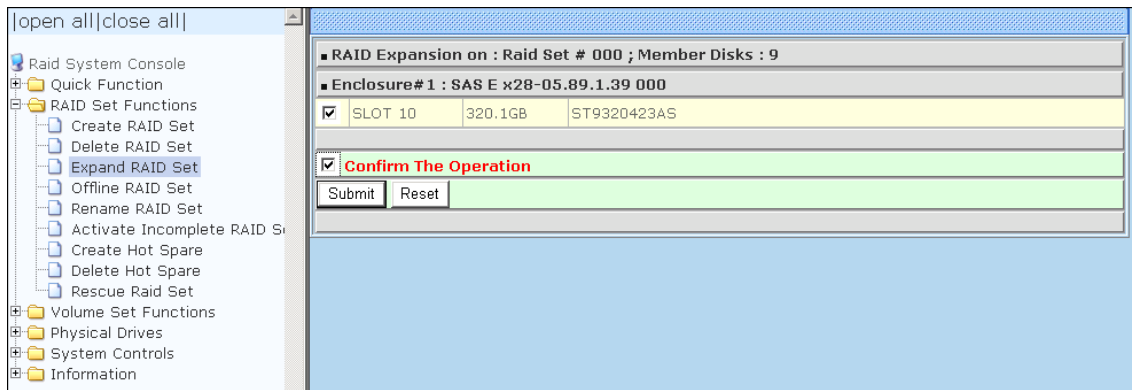 |open all|close all|
Raid System Console
Quick Function
RAID Set Functions
Create RAID Set
Delete RAID Set
Expand RAID Set
Offline RAID Set
Rename RAID Set
Activate Incomplete RAID S
Create Hot Spare
Delete Hot Spare
Rescue Raid Set
Volume Set Functions
Physical Drives
System Controls
Information
RAID Expansion on : Raid Set # 000 ; Member Disks : 9
Enclosure#1 : SAS E x28-05.89.1.39 000
SLOT 10 320.1GB ST9320423AS
Confirm The Operation
Submit Reset